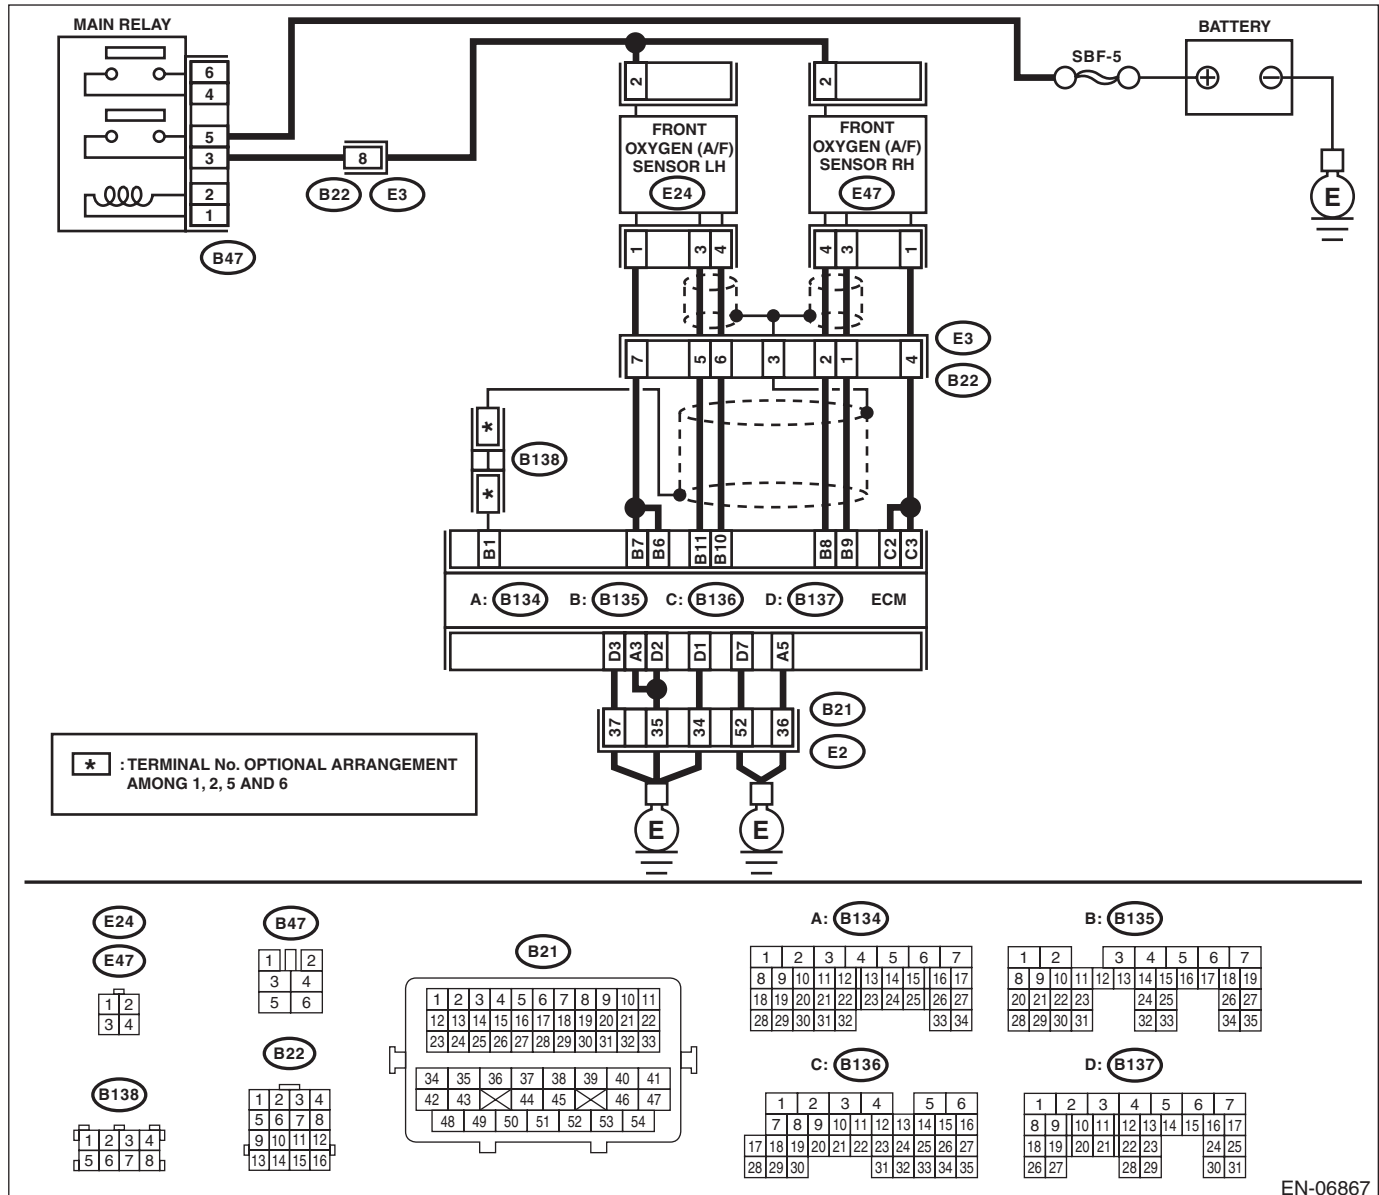 MAIN RELAY
BATTERY
SBF-5
6
4
5
3
2
1
8
B22 E3
B47
2 2
FRONT
OXYGEN (A/F)
SENSOR LH
E24
FRONT
OXYGEN (A/F)
SENSOR RH
E47
E
1 3 4 4 3 1
E3
7 5 6 3 2 1 4
B22
*
B138
*
B1 B7 B6 B11 B10 B8 B9 C2 C3
A: B134 B: B135 C: B136 D: B137 ECM
D3 A3 D2 D1 D7 A5
B21
37 35 34 52 36
E2
* : TERMINAL No. OPTIONAL ARRANGEMENT
AMONG 1, 2, 5 AND 6
E E
E24
E47
1 2
3 4
B47
1 2
3 4
5 6
B138
1 2 3 4
5 6 7 8
B22
1 2 3 4
5 6 7 8
9 10 11 12
13 14 15 16
B21
1 2 3 4 5 6 7 8 9 10 11
12 13 14 15 16 17 18 19 20 21 22
23 24 25 26 27 28 29 30 31 32 33
34 35 36 37 38 39 40 41
42 43 44 45 46 47
48 49 50 51 52 53 54
A: B134
1 2 3 4 5 6 7
8 9 10 11 12 13 14 15 16 17
18 19 20 21 22 23 24 25 26 27
28 29 30 31 32 33 34
B: B135
1 2 3 4 5 6 7
8 9 10 11 12 13 14 15 16 17 18 19
20 21 22 23 24 25 26 27
28 29 30 31 32 33 34 35
C: B136
1 2 3 4 5 6
7 8 9 10 11 12 13 14 15 16
17 18 19 20 21 22 23 24 25 26 27
28 29 30 31 32 33 34 35
D: B137
1 2 3 4 5 6 7
8 9 10 11 12 13 14 15 16 17
18 19 20 21 22 23 24 25
26 27 28 29 30 31
EN-06867